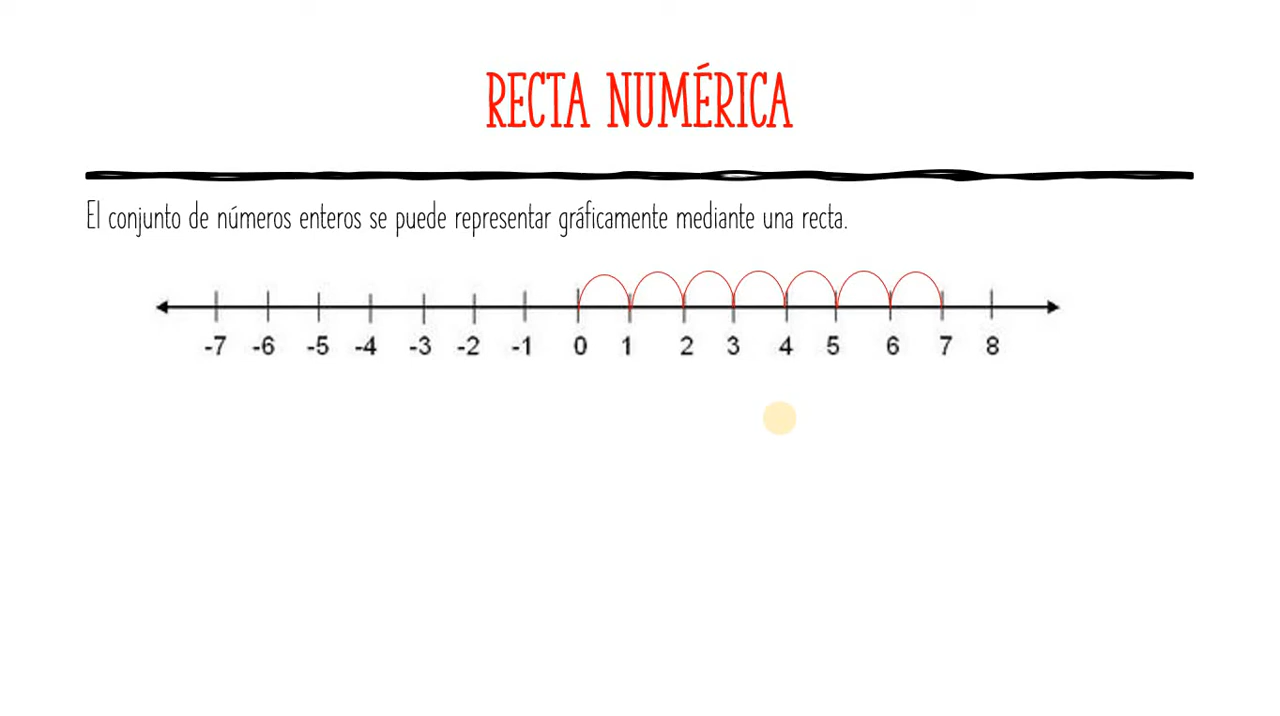 RECTA NUMÉRICA
El conjunto de números enteros se puede representar gráficamente mediante una recta.
-7 -6 -5 -4 -3 -2 -1 0 1 2 3 4 5 6 7 8